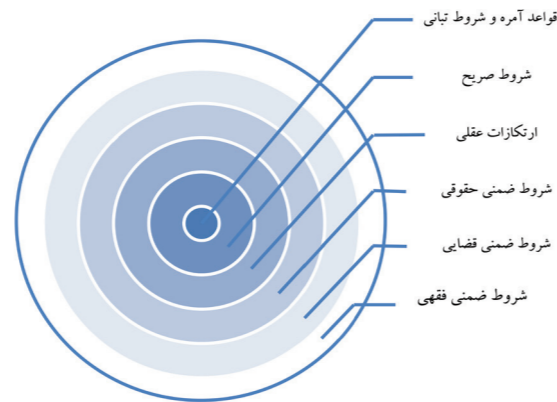 قواعد آمره و شروط تبانی
شروط صریح
ارتکازات عقلی
شروط ضمنی حقوقی
شروط ضمنی قضایی
شروط ضمنی فقهی